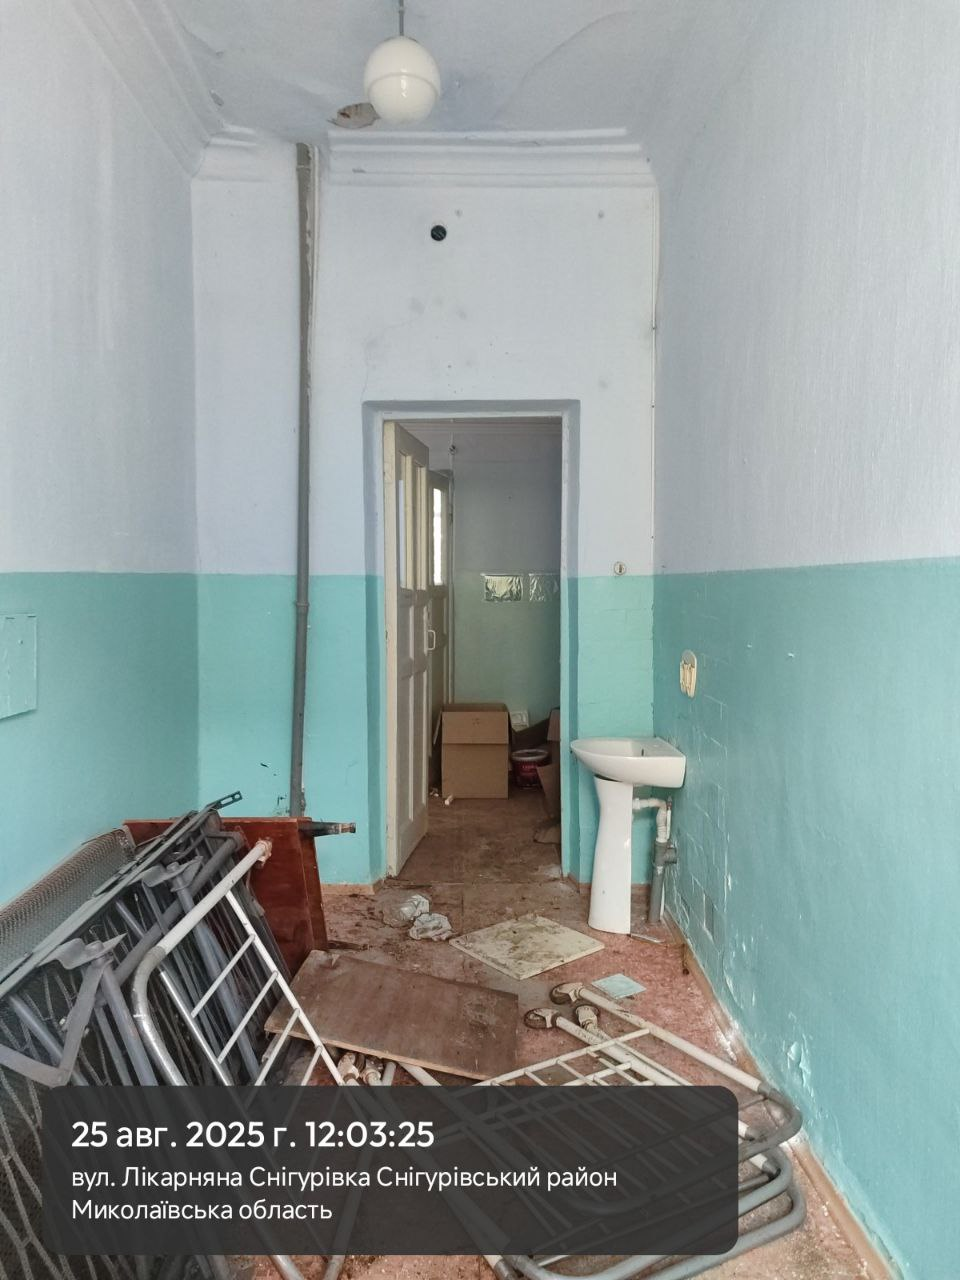 25 авг. 2025 г. 12:03:25
вул. Лікарняна Снігурівка Снігурівський район
Миколаївська область